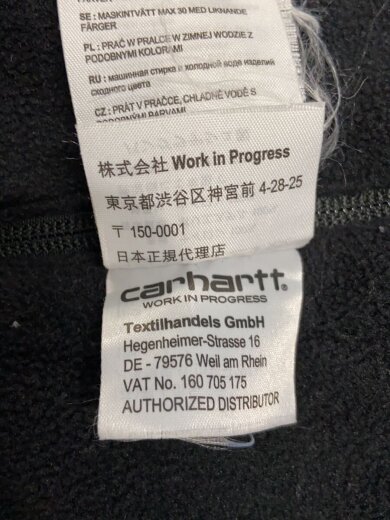 SE : MASKINTVÄTT MAX 30 MED LIKNANDE
FÄRGER
PL : PRAĆ W PRALCE W ZIMNEJ WODZIE Z
PODOBNYMI KOLORAMI
RU : машинная стирка в холодной воде изделий
сходного цвета
CZ : PRÁT V PRAČCE, CHLADNÉ VODĚ S
PODOBNÝMI BARVAMI
株式会社 Work in Progress
東京都渋谷区神宮前 4-28-25
〒 150-0001
日本正規代理店
carhartt.
WORK IN PROGRESS
Textilhandels GmbH
Hegenheimer-Strasse 16
DE - 79576 Weil am Rhein
VAT No. 160 705 175
AUTHORIZED DISTRIBUTOR